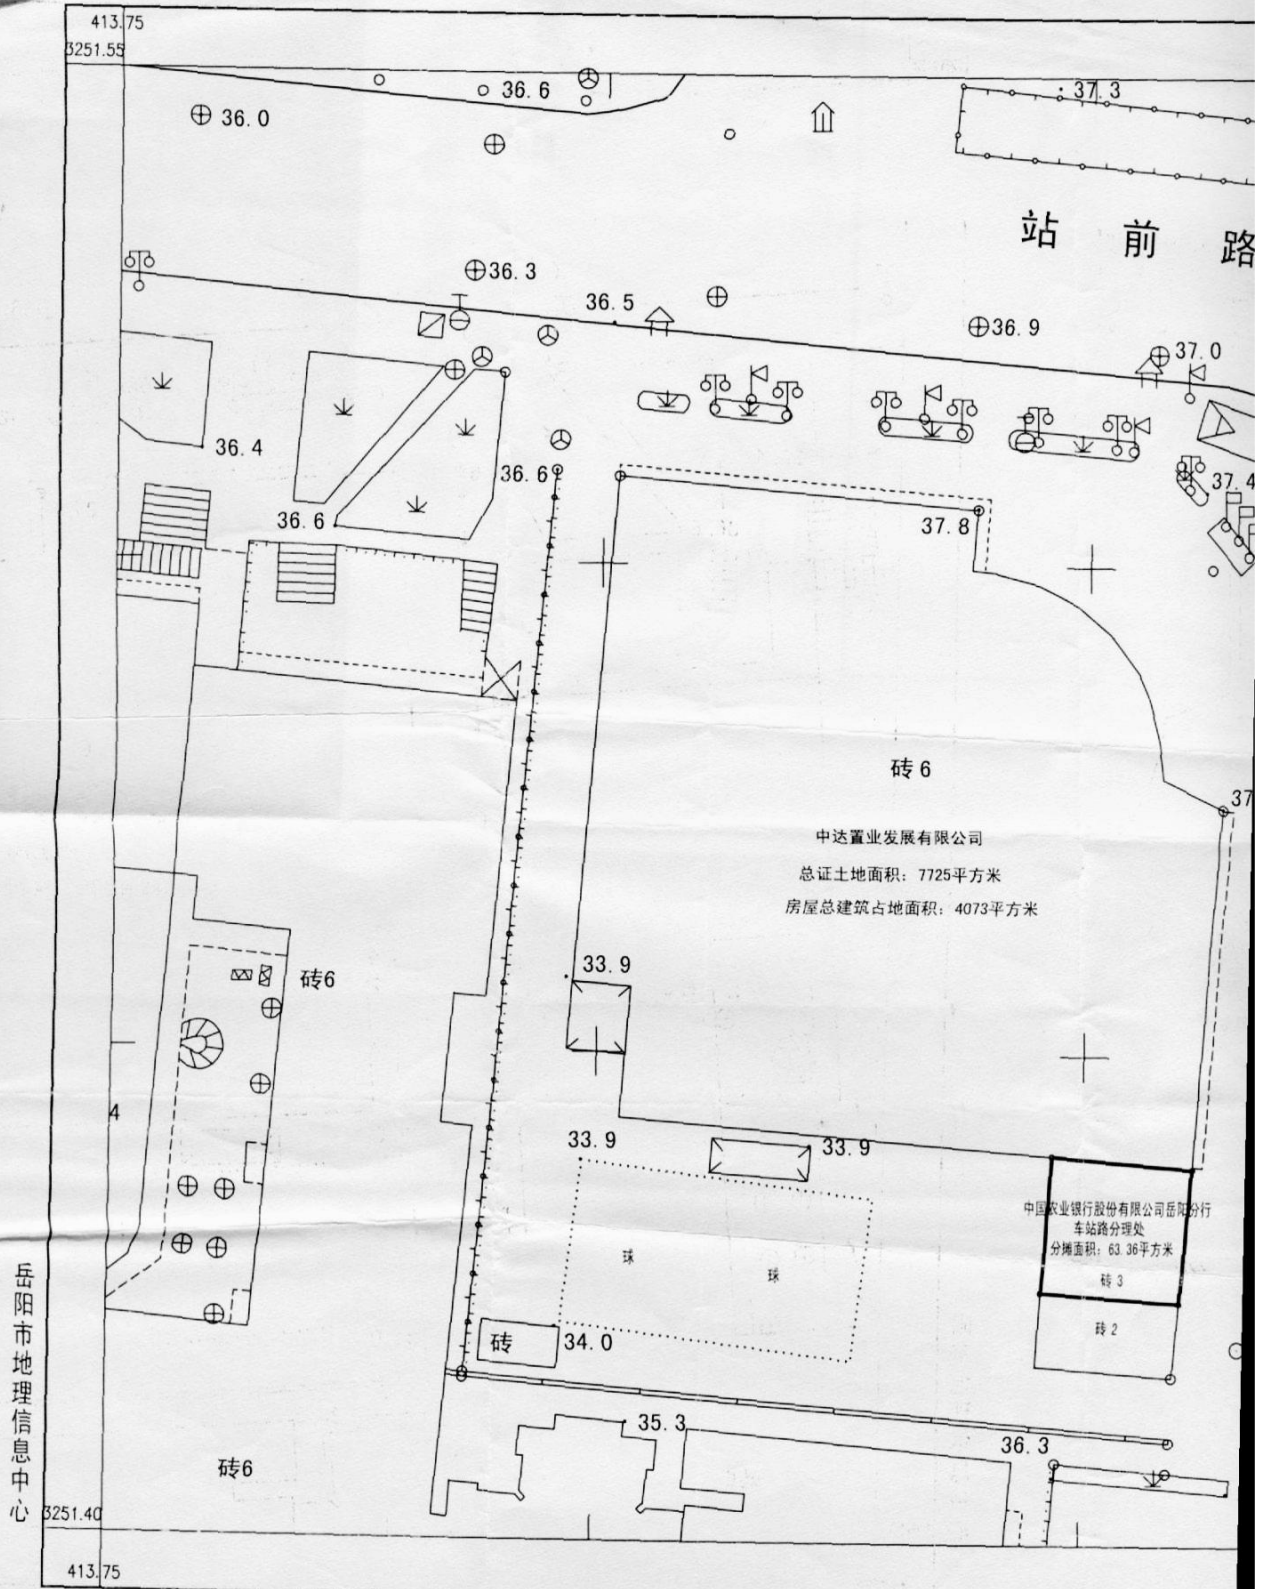 413.75
3251.55
36.6
37.3
36.0
站前路
36.3
36.5
36.9
37.0
36.4
36.6
37.4
36.6
37.8
砖6
37
中达置业发展有限公司
总证土地面积：7725平方米
房屋总建筑占地面积：4073平方米
33.9
砖6
4
33.9
33.9
中国农业银行股份有限公司岳阳分行
车站路分理处
分摊面积：63.36平方米
球
球
砖3
砖2
砖
34.0
35.3
36.3
砖6
岳阳市地理信息中心
3251.40
413.75